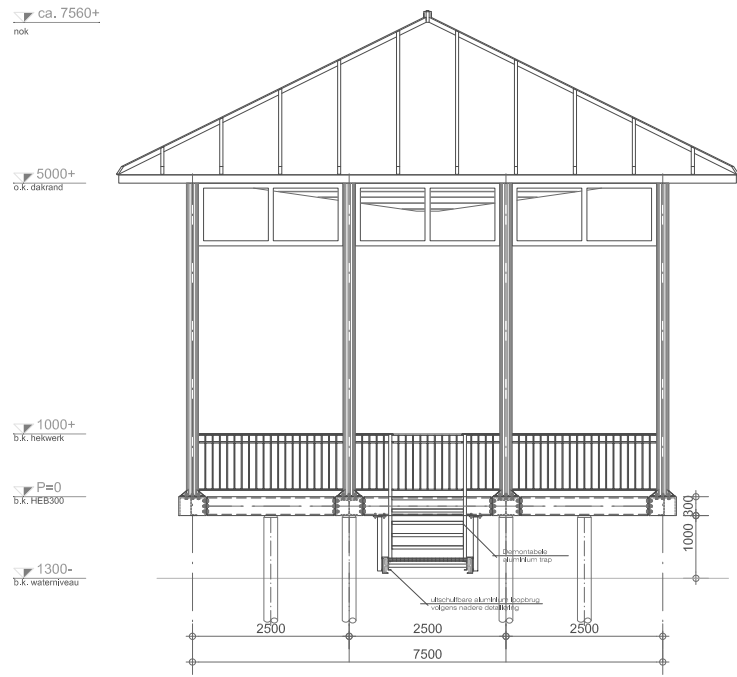 ca. 7560+
nok
5000+
o.k. dakrand
1000+
b.k. hekwerk
P=0
b.k. HEB300
300
1000
Demontabele
aluminium trap
1300-
b.k. waterniveau
uitschuifbare aluminium loopbrug
volgens nadere detaillering
2500
2500
2500
7500